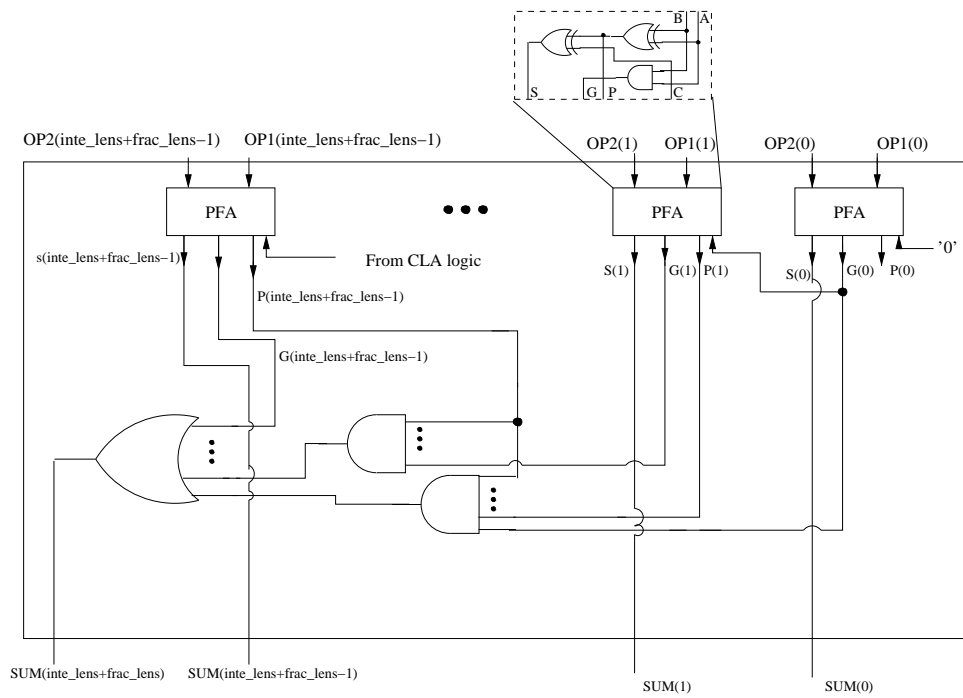 B A
S G P C
OP2(inte_lens+frac_lens−1) OP1(inte_lens+frac_lens−1) OP2(1) OP1(1) OP2(0) OP1(0)
PFA PFA PFA
From CLA logic '0'
s(inte_lens+frac_lens−1) S(1) G(1) P(1) S(0) G(0) P(0)
P(inte_lens+frac_lens−1)
G(inte_lens+frac_lens−1)
SUM(inte_lens+frac_lens) SUM(inte_lens+frac_lens−1) SUM(1) SUM(0)